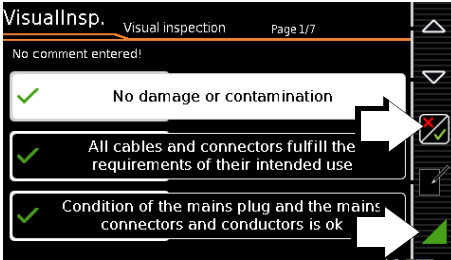 VisualInsp.
Visual inspection
Page 1/7
No comment entered!
No damage or contamination
All cables and connectors fulfill the
requirements of their intended use
Condition of the mains plug and the mains
connectors and conductors is ok